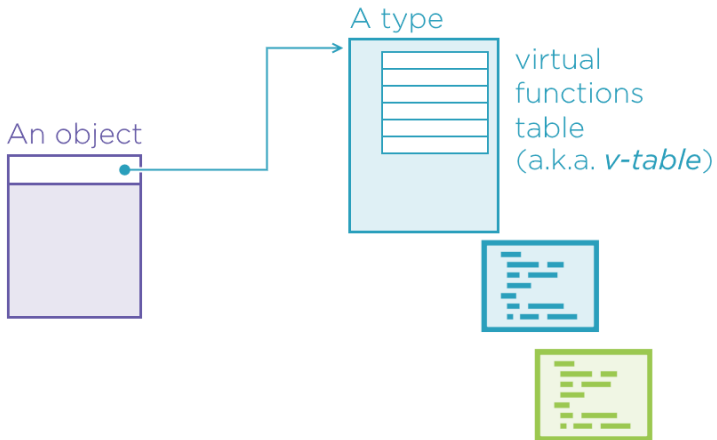 A type
virtual
functions
table
(a.k.a. v-table)
An object